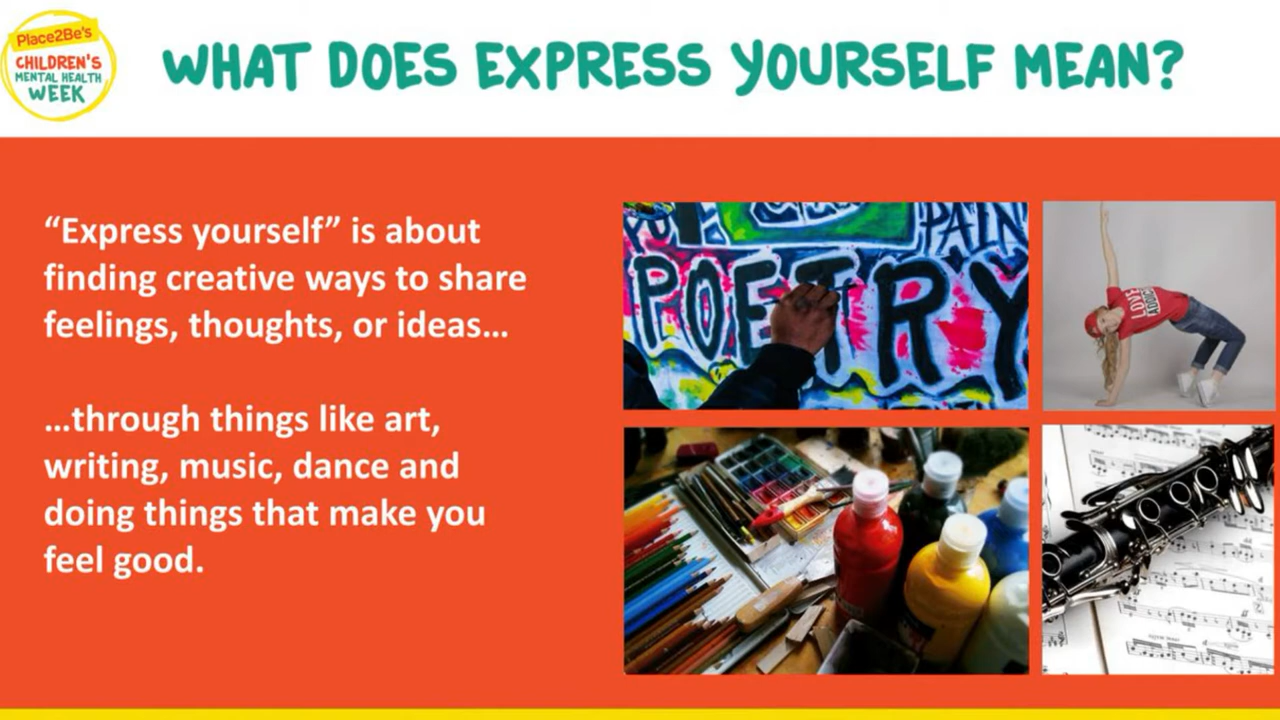 Place2Be's
CHILDREN'S
MENTAL HEALTH
WEEK
WHAT DOES EXPRESS YOURSELF MEAN?
“Express yourself” is about
finding creative ways to share
feelings, thoughts, or ideas…
…through things like art,
writing, music, dance and
doing things that make you
feel good.
PAIN
POETRY
LOVE